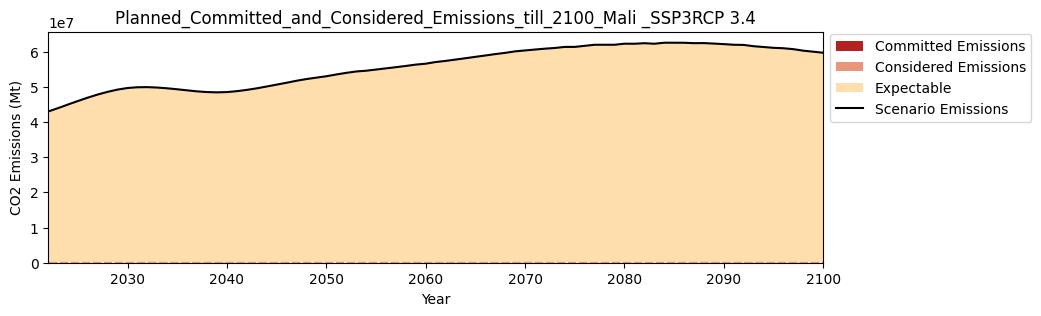 Planned_Committed_and_Considered_Emissions_till_2100_Mali _SSP3RCP 3.4
1e7
6
5
4
3
2
1
0
CO2 Emissions (Mt)
2030 2040 2050 2060 2070 2080 2090 2100
Year
Committed Emissions
Considered Emissions
Expectable
Scenario Emissions